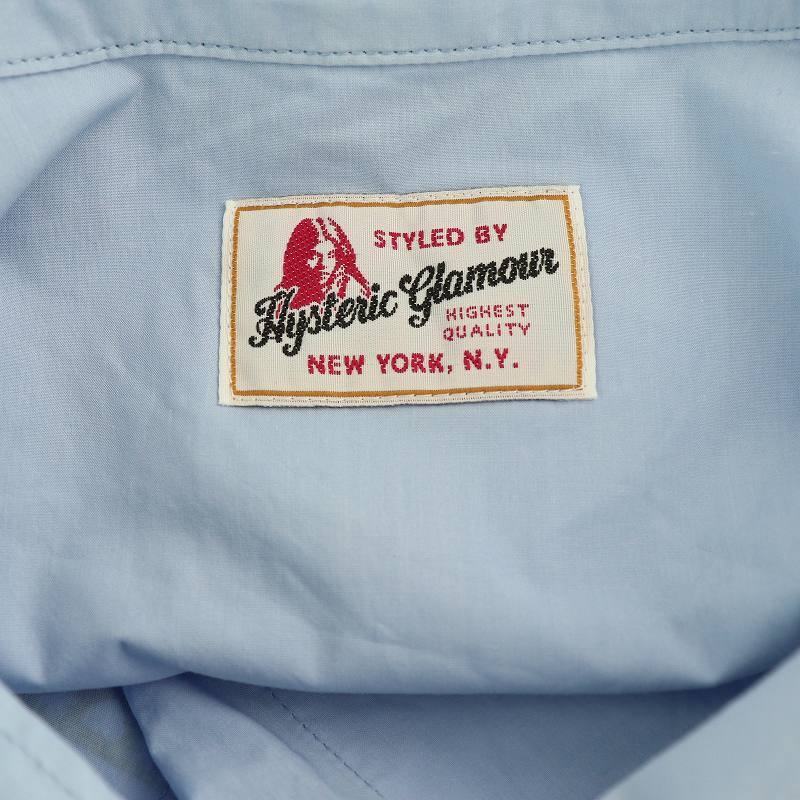 STYLED BY
Hysteric Glamour
HIGHEST
QUALITY
NEW YORK, N.Y.